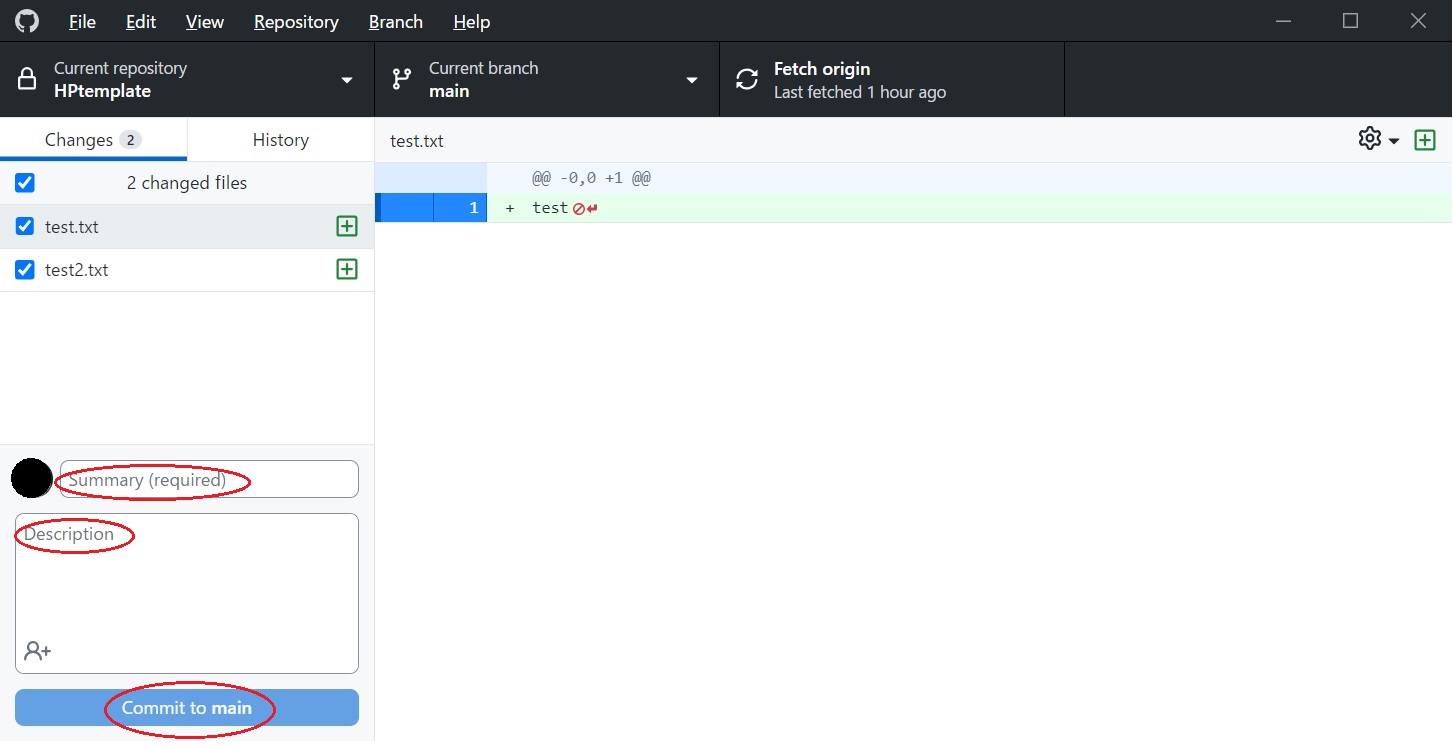 File Edit View Repository Branch Help
Current repository
HPtemplate
Current branch
main
Fetch origin
Last fetched 1 hour ago
Changes 2
History
2 changed files
test.txt
test2.txt
Summary (required)
Description
Commit to main
test.txt
@@ -0,0 +1 @@
1 + test